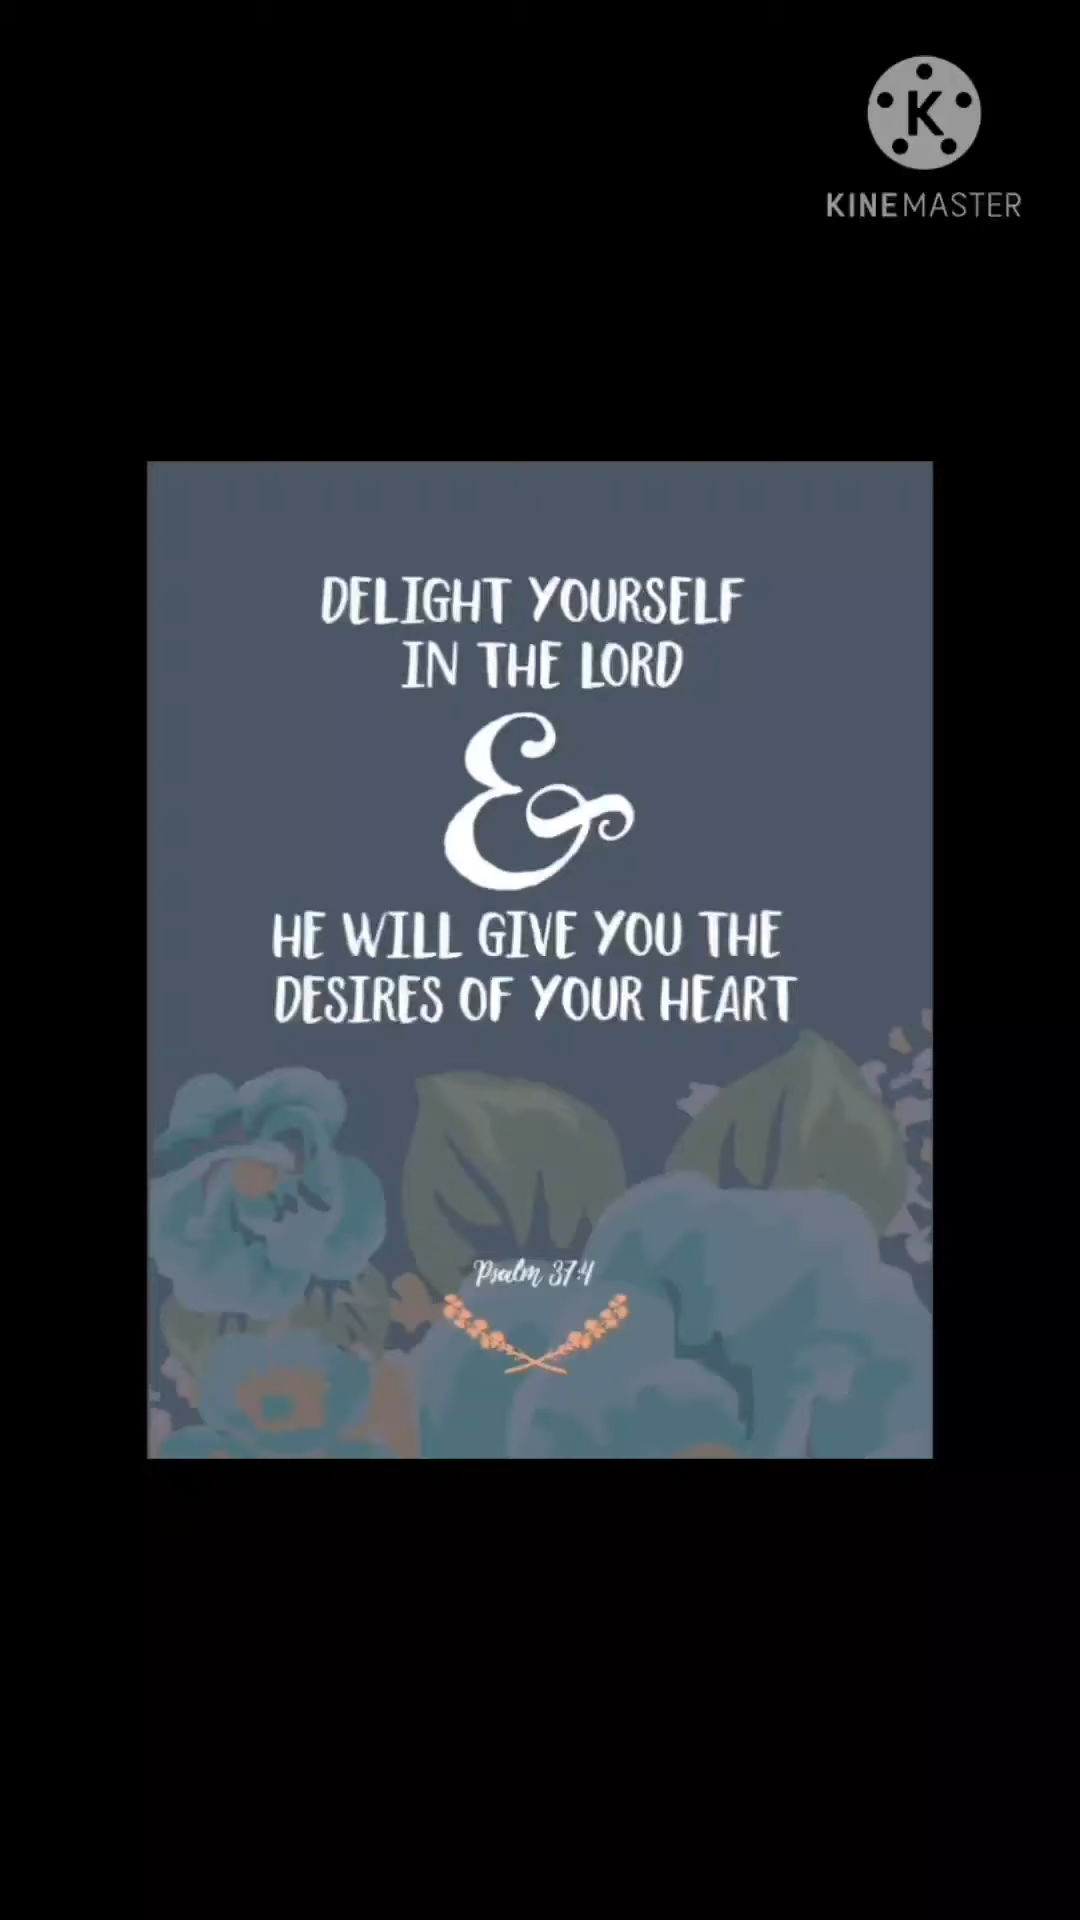 K
KINEMASTER
DELIGHT YOURSELF
IN THE LORD
&
HE WILL GIVE YOU THE
DESIRES OF YOUR HEART
Psalm 37:4